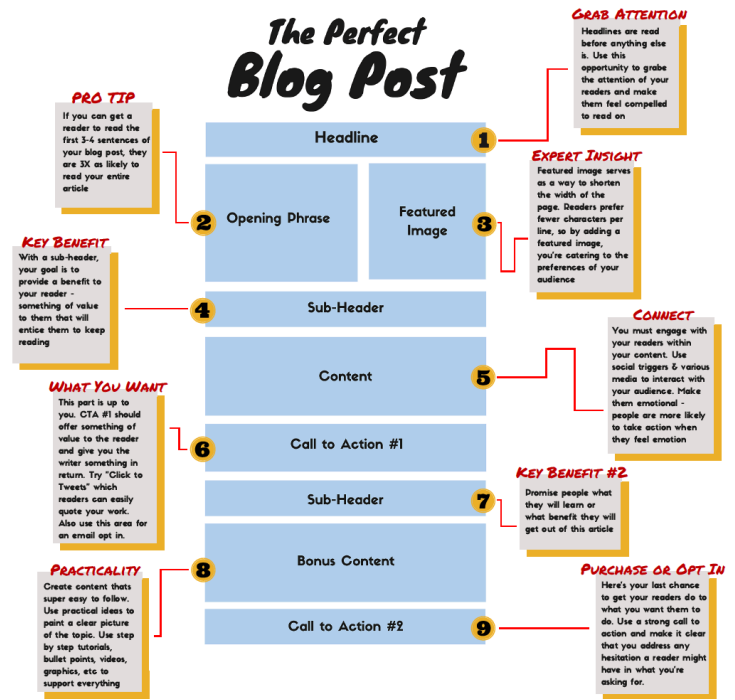 The Perfect
Blog Post
GRAB ATTENTION
Headlines are read
before anything else
is. Use this
opportunity to grabe
the attention of your
readers and make
them feel compelled
to read on
Headline
1
PRO TIP
If you can get a
reader to read the
first 3-4 sentences of
your blog post, they
are 3X as likely to
read your entire
article
2
Opening Phrase
Featured
Image
3
EXPERT INSIGHT
Featured image serves
as a way to shorten
the width of the
page. Readers prefer
fewer characters per
line, so by adding a
featured image,
you're catering to the
preferences of your
audience
KEY BENEFIT
With a sub-header,
your goal is to
provide a benefit to
your reader -
something of value
to them that will
entice them to keep
reading
4
Sub-Header
Content
5
CONNECT
You must engage with
your readers within
your content. Use
social triggers & various
media to interact with
your audience. Make
them emotional -
people are more likely
to take action when
they feel emotion
WHAT YOU WANT
This part is up to
you. CTA #1 should
offer something of
value to the reader
and give you the
writer something in
return. Try "Click to
Tweets" which
readers can easily
quote your work.
Also use this area for
an email opt in.
6
Call to Action #1
Sub-Header
7
KEY BENEFIT #2
Promise people what
they will learn or
what benefit they will
get out of this article
PRACTICALITY
Create content thats
super easy to follow.
Use practical ideas to
paint a clear picture
of the topic. Use step
by step tutorials,
bullet points, videos,
graphics, etc to
support everything
8
Bonus Content
Call to Action #2
9
PURCHASE OR OPT IN
Here's your last chance
to get your readers do to
what you want them to
do. Use a strong call to
action and make it clear
that you address any
hesitation a reader might
have in what you're
asking for.